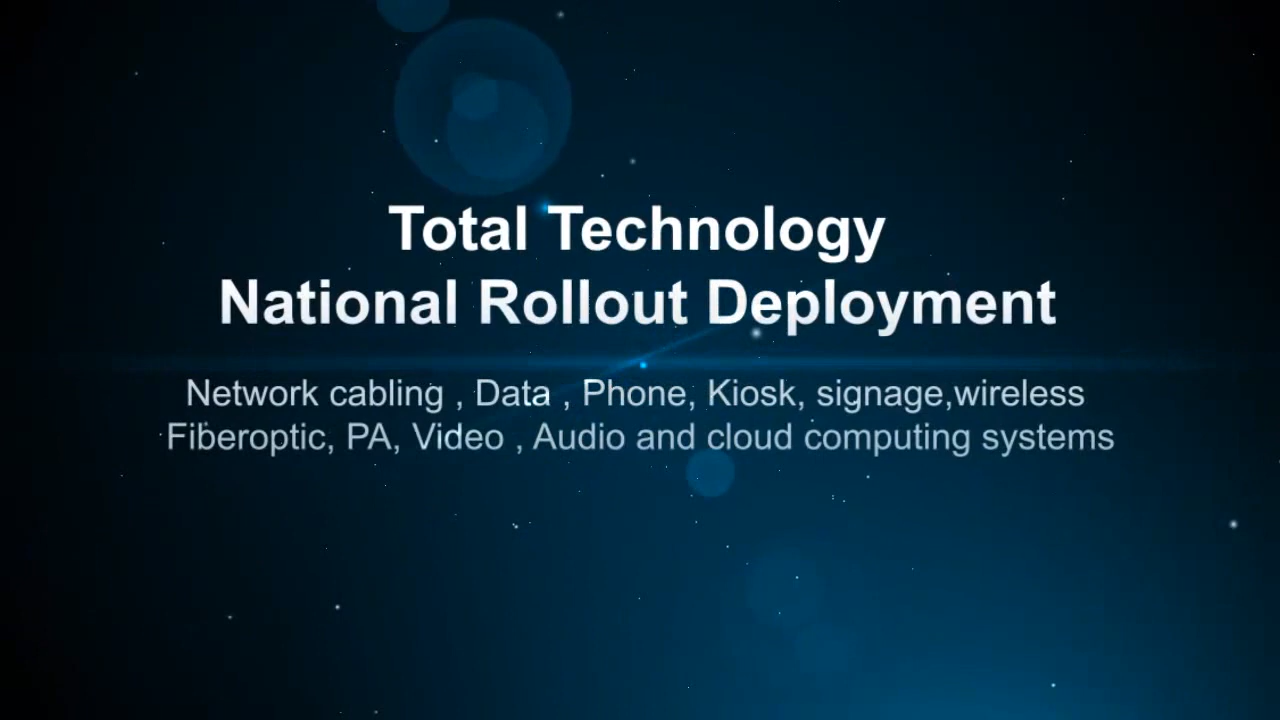 Total Technology
National Rollout Deployment
Network cabling , Data , Phone, Kiosk, signage,wireless
Fiberoptic, PA, Video , Audio and cloud computing systems